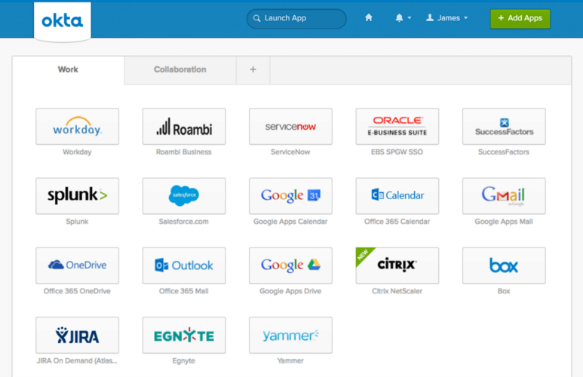 okta
Launch App
James
+ Add Apps
Work
Collaboration
+
workday.
Roambi
servicenow
ORACLE
E-BUSINESS SUITE
SuccessFactors
Workday
Roambi Business
ServiceNow
EBS SPGW SSO
SuccessFactors
splunk>
salesforce
Google 31
Calendar
Gmail
by Google
Splunk
Salesforce.com
Google Apps Calendar
Office 365 Calendar
Google Apps Mail
OneDrive
Outlook
Google
NEW
CITRIX
box
Office 365 OneDrive
Office 365 Mail
Google Apps Drive
Citrix NetScaler
Box
JIRA
EGNYTE
yammer
JIRA On Demand (Atlas...
Egnyte
Yammer